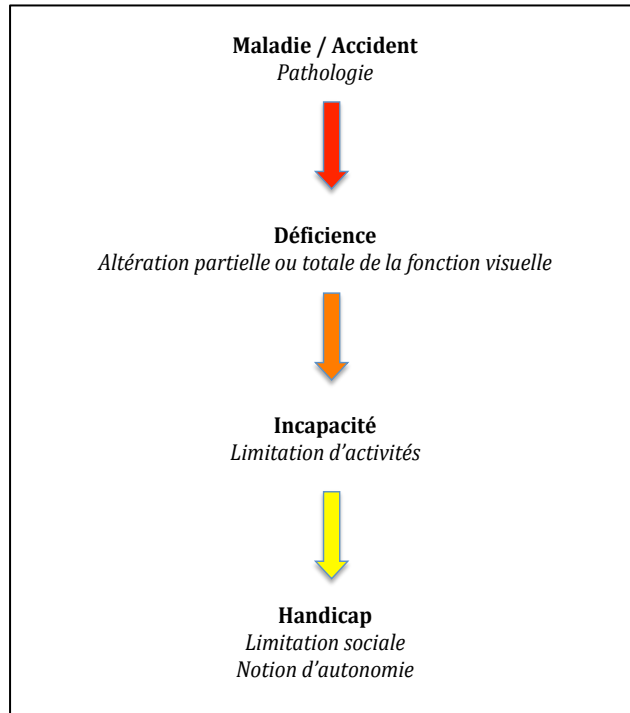 Maladie / Accident
Pathologie
Déficience
Altération partielle ou totale de la fonction visuelle
Incapacité
Limitation d’activités
Handicap
Limitation sociale
Notion d’autonomie